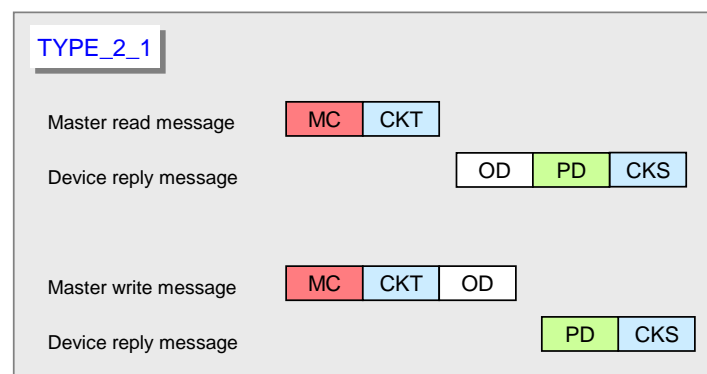 TYPE_2_1
Master read message MC CKT
Device reply message OD PD CKS
Master write message MC CKT OD
Device reply message PD CKS